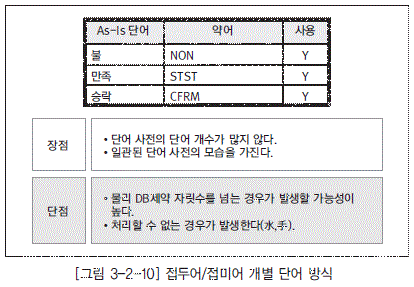 As-Is 단어 약어 사용
불 NON Y
만족 STST Y
승락 CFRM Y
장점
• 단어 사전의 단어 개수가 많지 않다.
• 일관된 단어 사전의 모습을 가진다.
단점
• 물리 DB제약 자릿수를 넘는 경우가 발생할 가능성이
높다.
• 처리할 수 없는 경우가 발생한다(水,手).
[그림 3-2-10] 접두어/접미어 개별 단어 방식